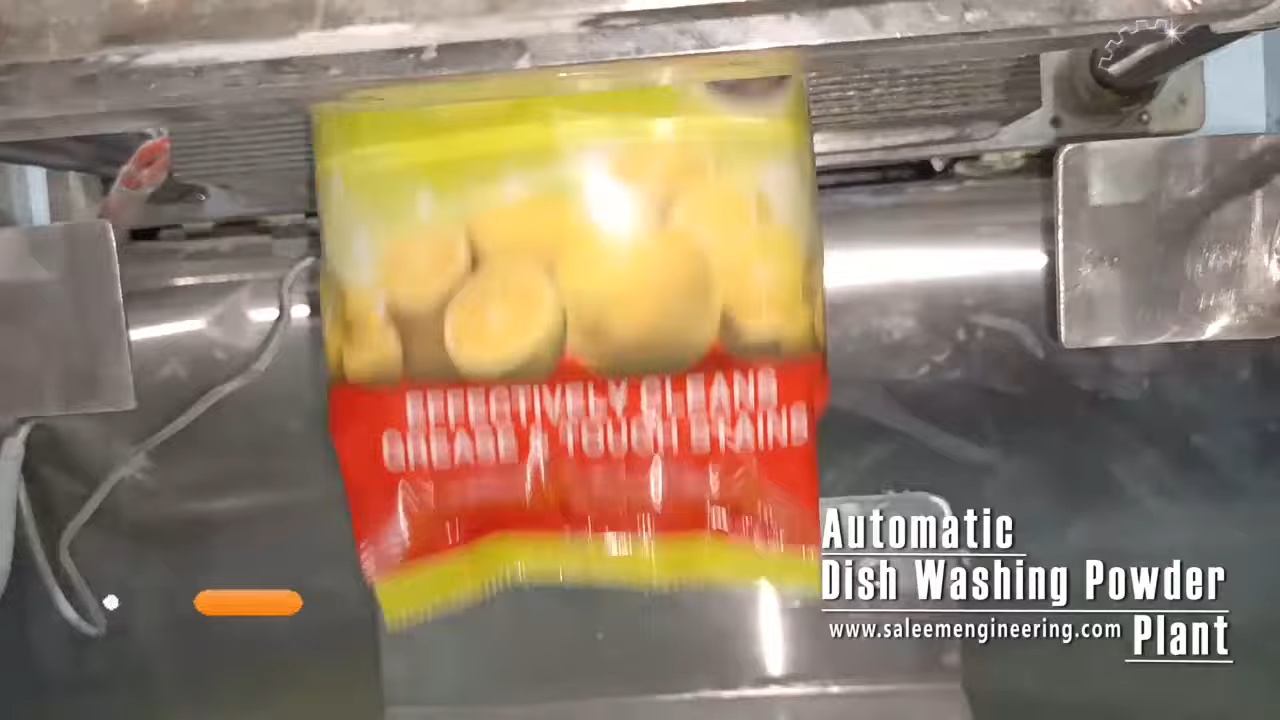 EFFECTIVELY CLEANS
GREASE & TOUGH STAINS
Automatic
Dish Washing Powder
www.saleemengineering.com Plant